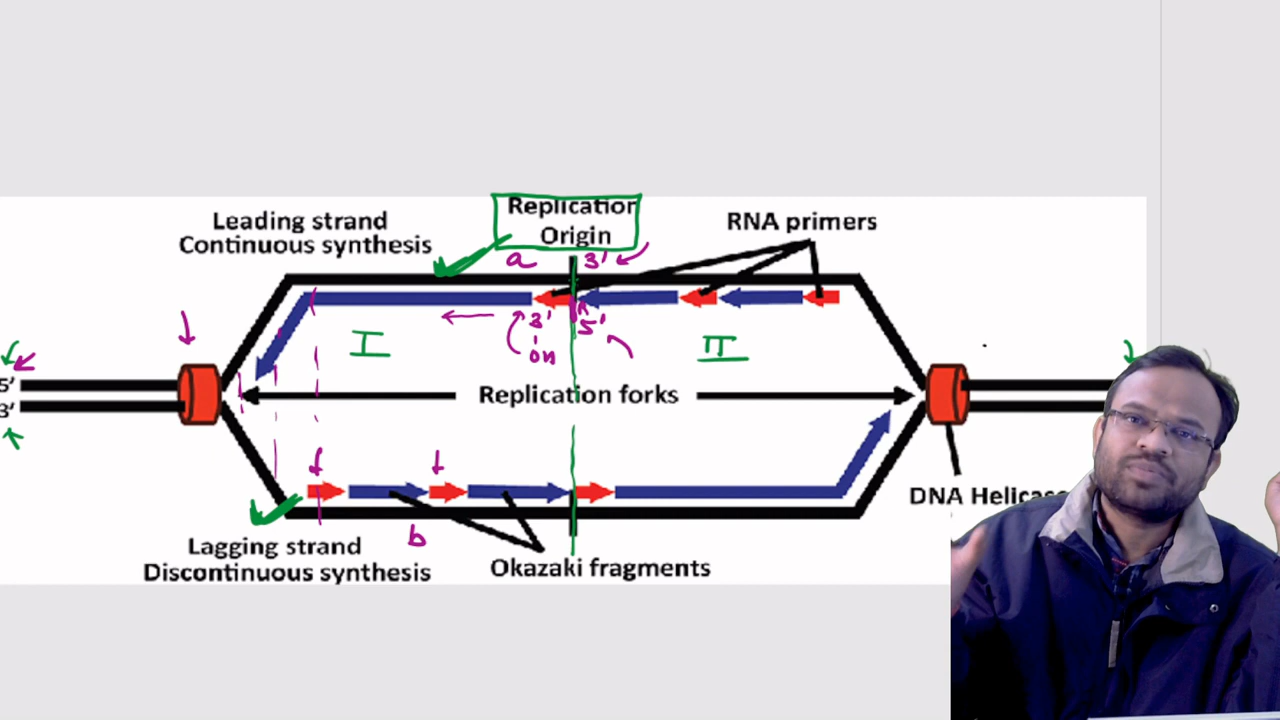 Replication
Origin
Leading strand
Continuous synthesis
RNA primers
a
3'
3'
5'
on
I
II
5'
3'
Replication forks
b
DNA Helicase
Lagging strand
Discontinuous synthesis
Okazaki fragments